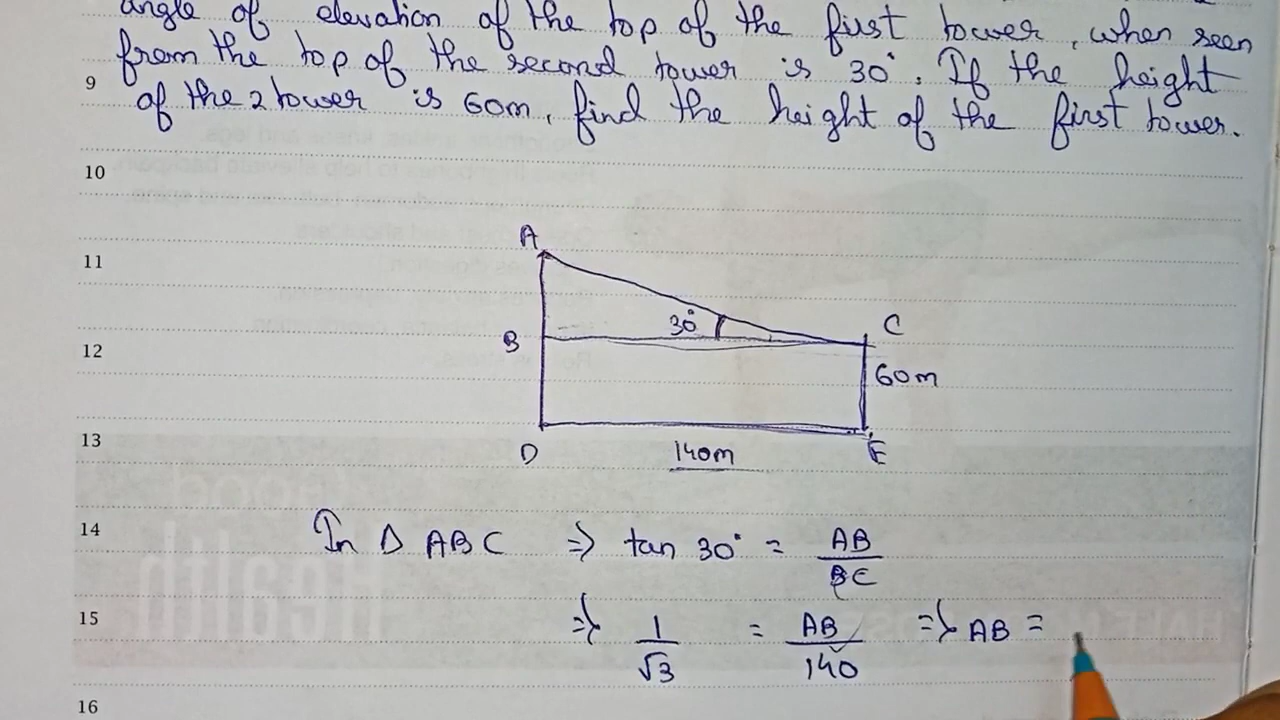 angle of elevation of the top of the first tower, when seen
9 from the top of the second tower is 30°. If the height
of the 2 tower is 60m, find the height of the first tower.
10
A
11
30° C
B
12
60m
13
D 140m E
14 In Δ ABC ⇒ tan 30° = AB/BC
15 ⇒ 1/√3 = AB/140 ⇒ AB =
16